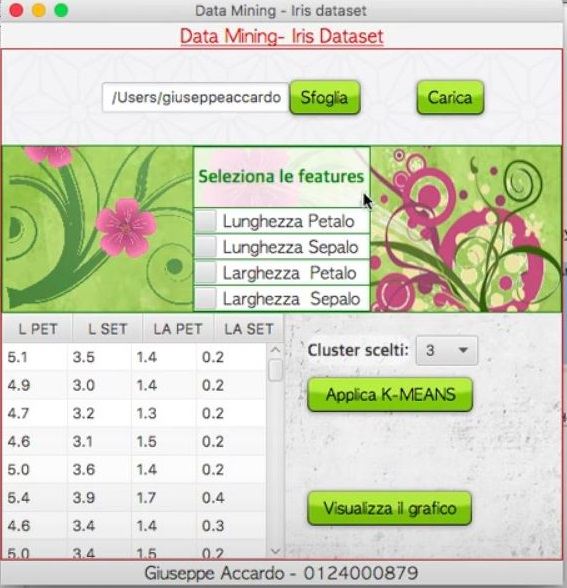 Data Mining - Iris dataset
Data Mining- Iris Dataset
/Users/giuseppeaccardo Sfoglia Carica
Seleziona le features
Lunghezza Petalo
Lunghezza Sepalo
Larghezza Petalo
Larghezza Sepalo
L PET L SET LA PET LA SET
5.1 3.5 1.4 0.2
4.9 3.0 1.4 0.2
4.7 3.2 1.3 0.2
4.6 3.1 1.5 0.2
5.0 3.6 1.4 0.2
5.4 3.9 1.7 0.4
4.6 3.4 1.4 0.3
5.0 3.4 1.5 0.2
Cluster scelti: 3
Applica K-MEANS
Visualizza il grafico
Giuseppe Accardo - 0124000879